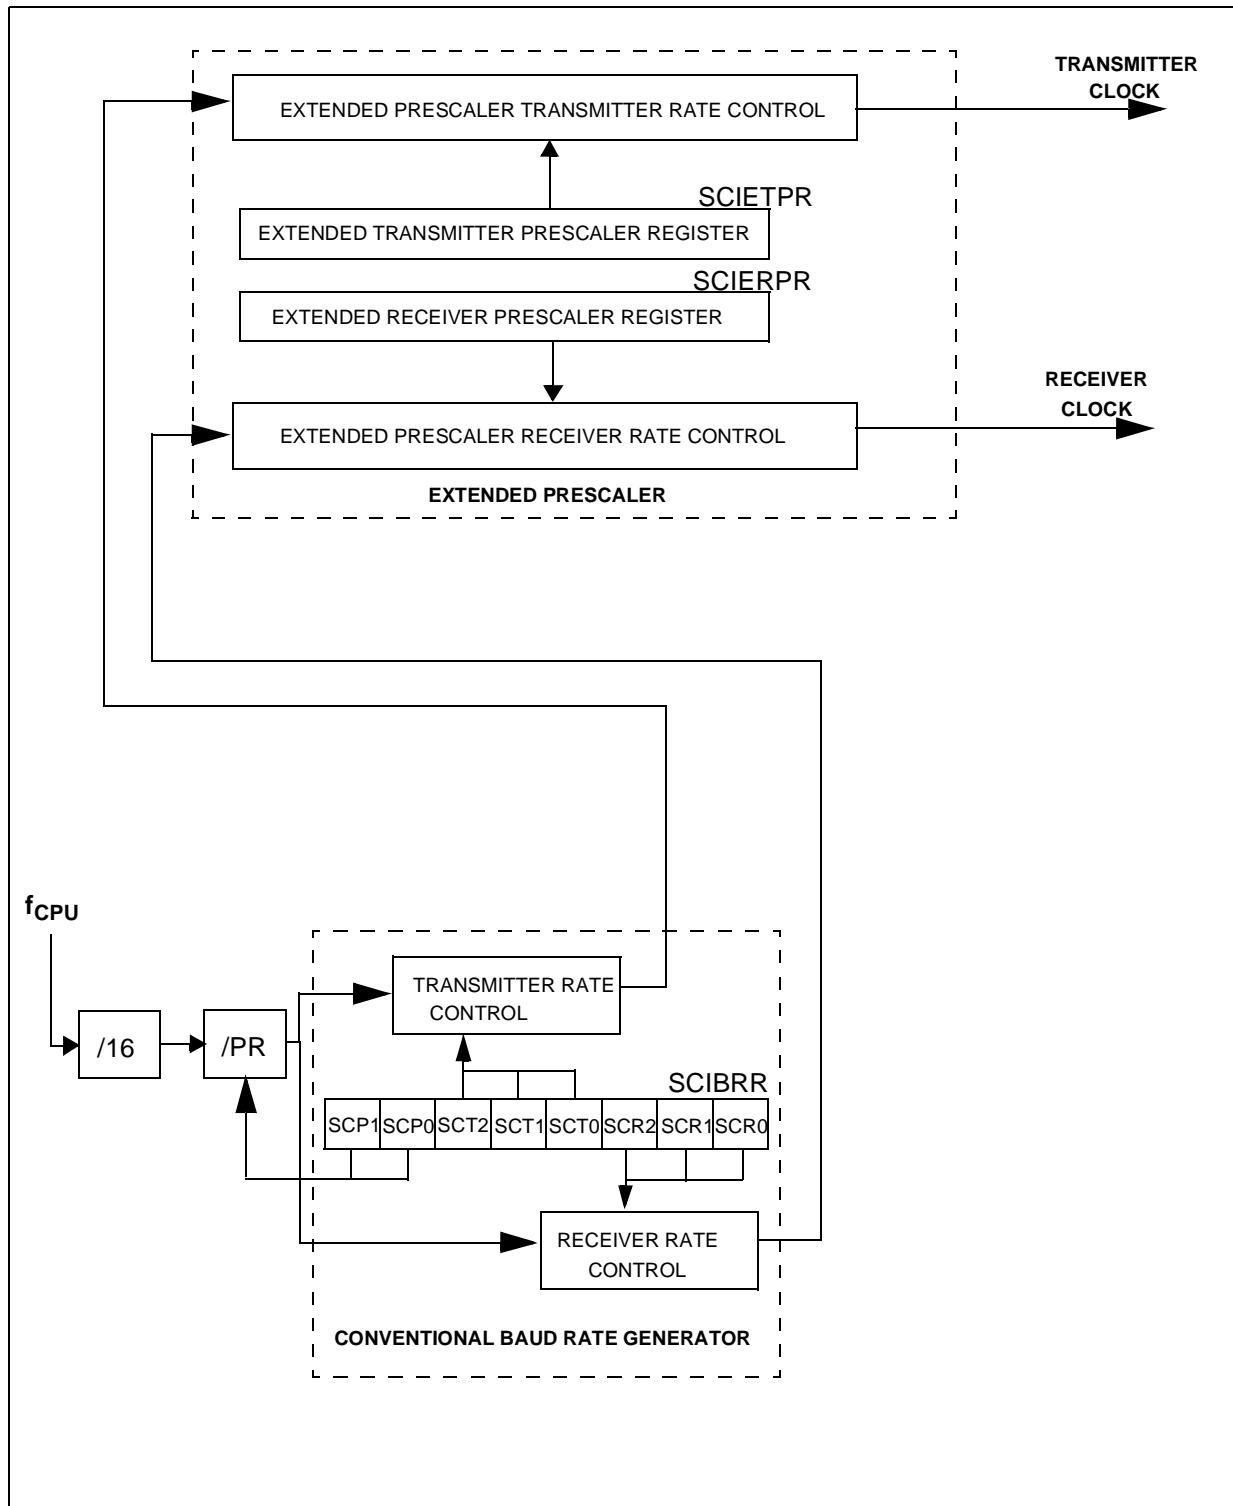 TRANSMITTER
CLOCK
EXTENDED PRESCALER TRANSMITTER RATE CONTROL
SCIETPR
EXTENDED TRANSMITTER PRESCALER REGISTER
SCIERPR
EXTENDED RECEIVER PRESCALER REGISTER
RECEIVER
CLOCK
EXTENDED PRESCALER RECEIVER RATE CONTROL
EXTENDED PRESCALER
fCPU
TRANSMITTER RATE
CONTROL
/16
/PR
SCIBRR
SCP1 SCP0 SCT2 SCT1 SCT0 SCR2 SCR1 SCR0
RECEIVER RATE
CONTROL
CONVENTIONAL BAUD RATE GENERATOR